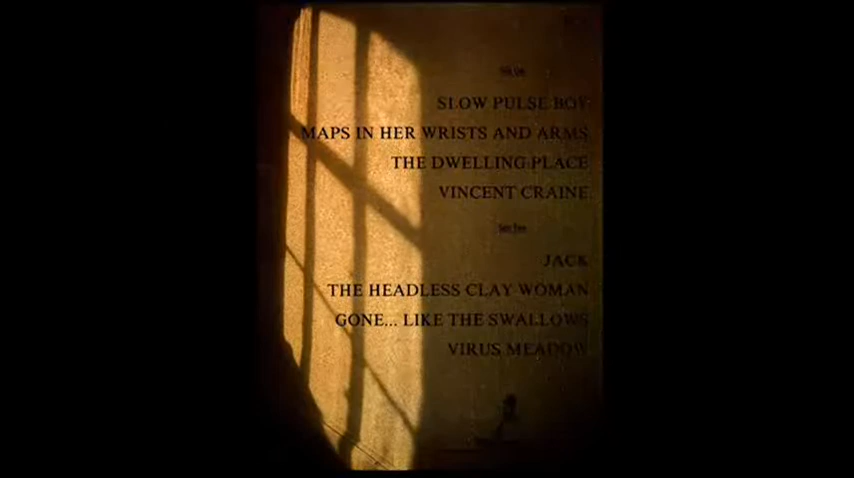 SLOW PULSE BOY
MAPS IN HER WRISTS AND ARMS
THE DWELLING-PLACE
VINCENT CRAINE
JACK
THE HEADLESS CLAY WOMAN
GONE... LIKE THE SWALLOWS
VIRUS MEADOW